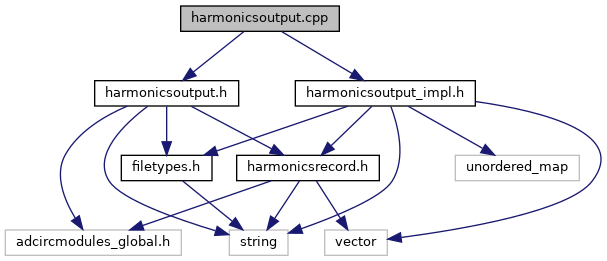 harmonicsoutput.cpp
harmonicsoutput.h
harmonicsoutput_impl.h
filetypes.h
harmonicsrecord.h
unordered_map
adcircmodules_global.h
string
vector